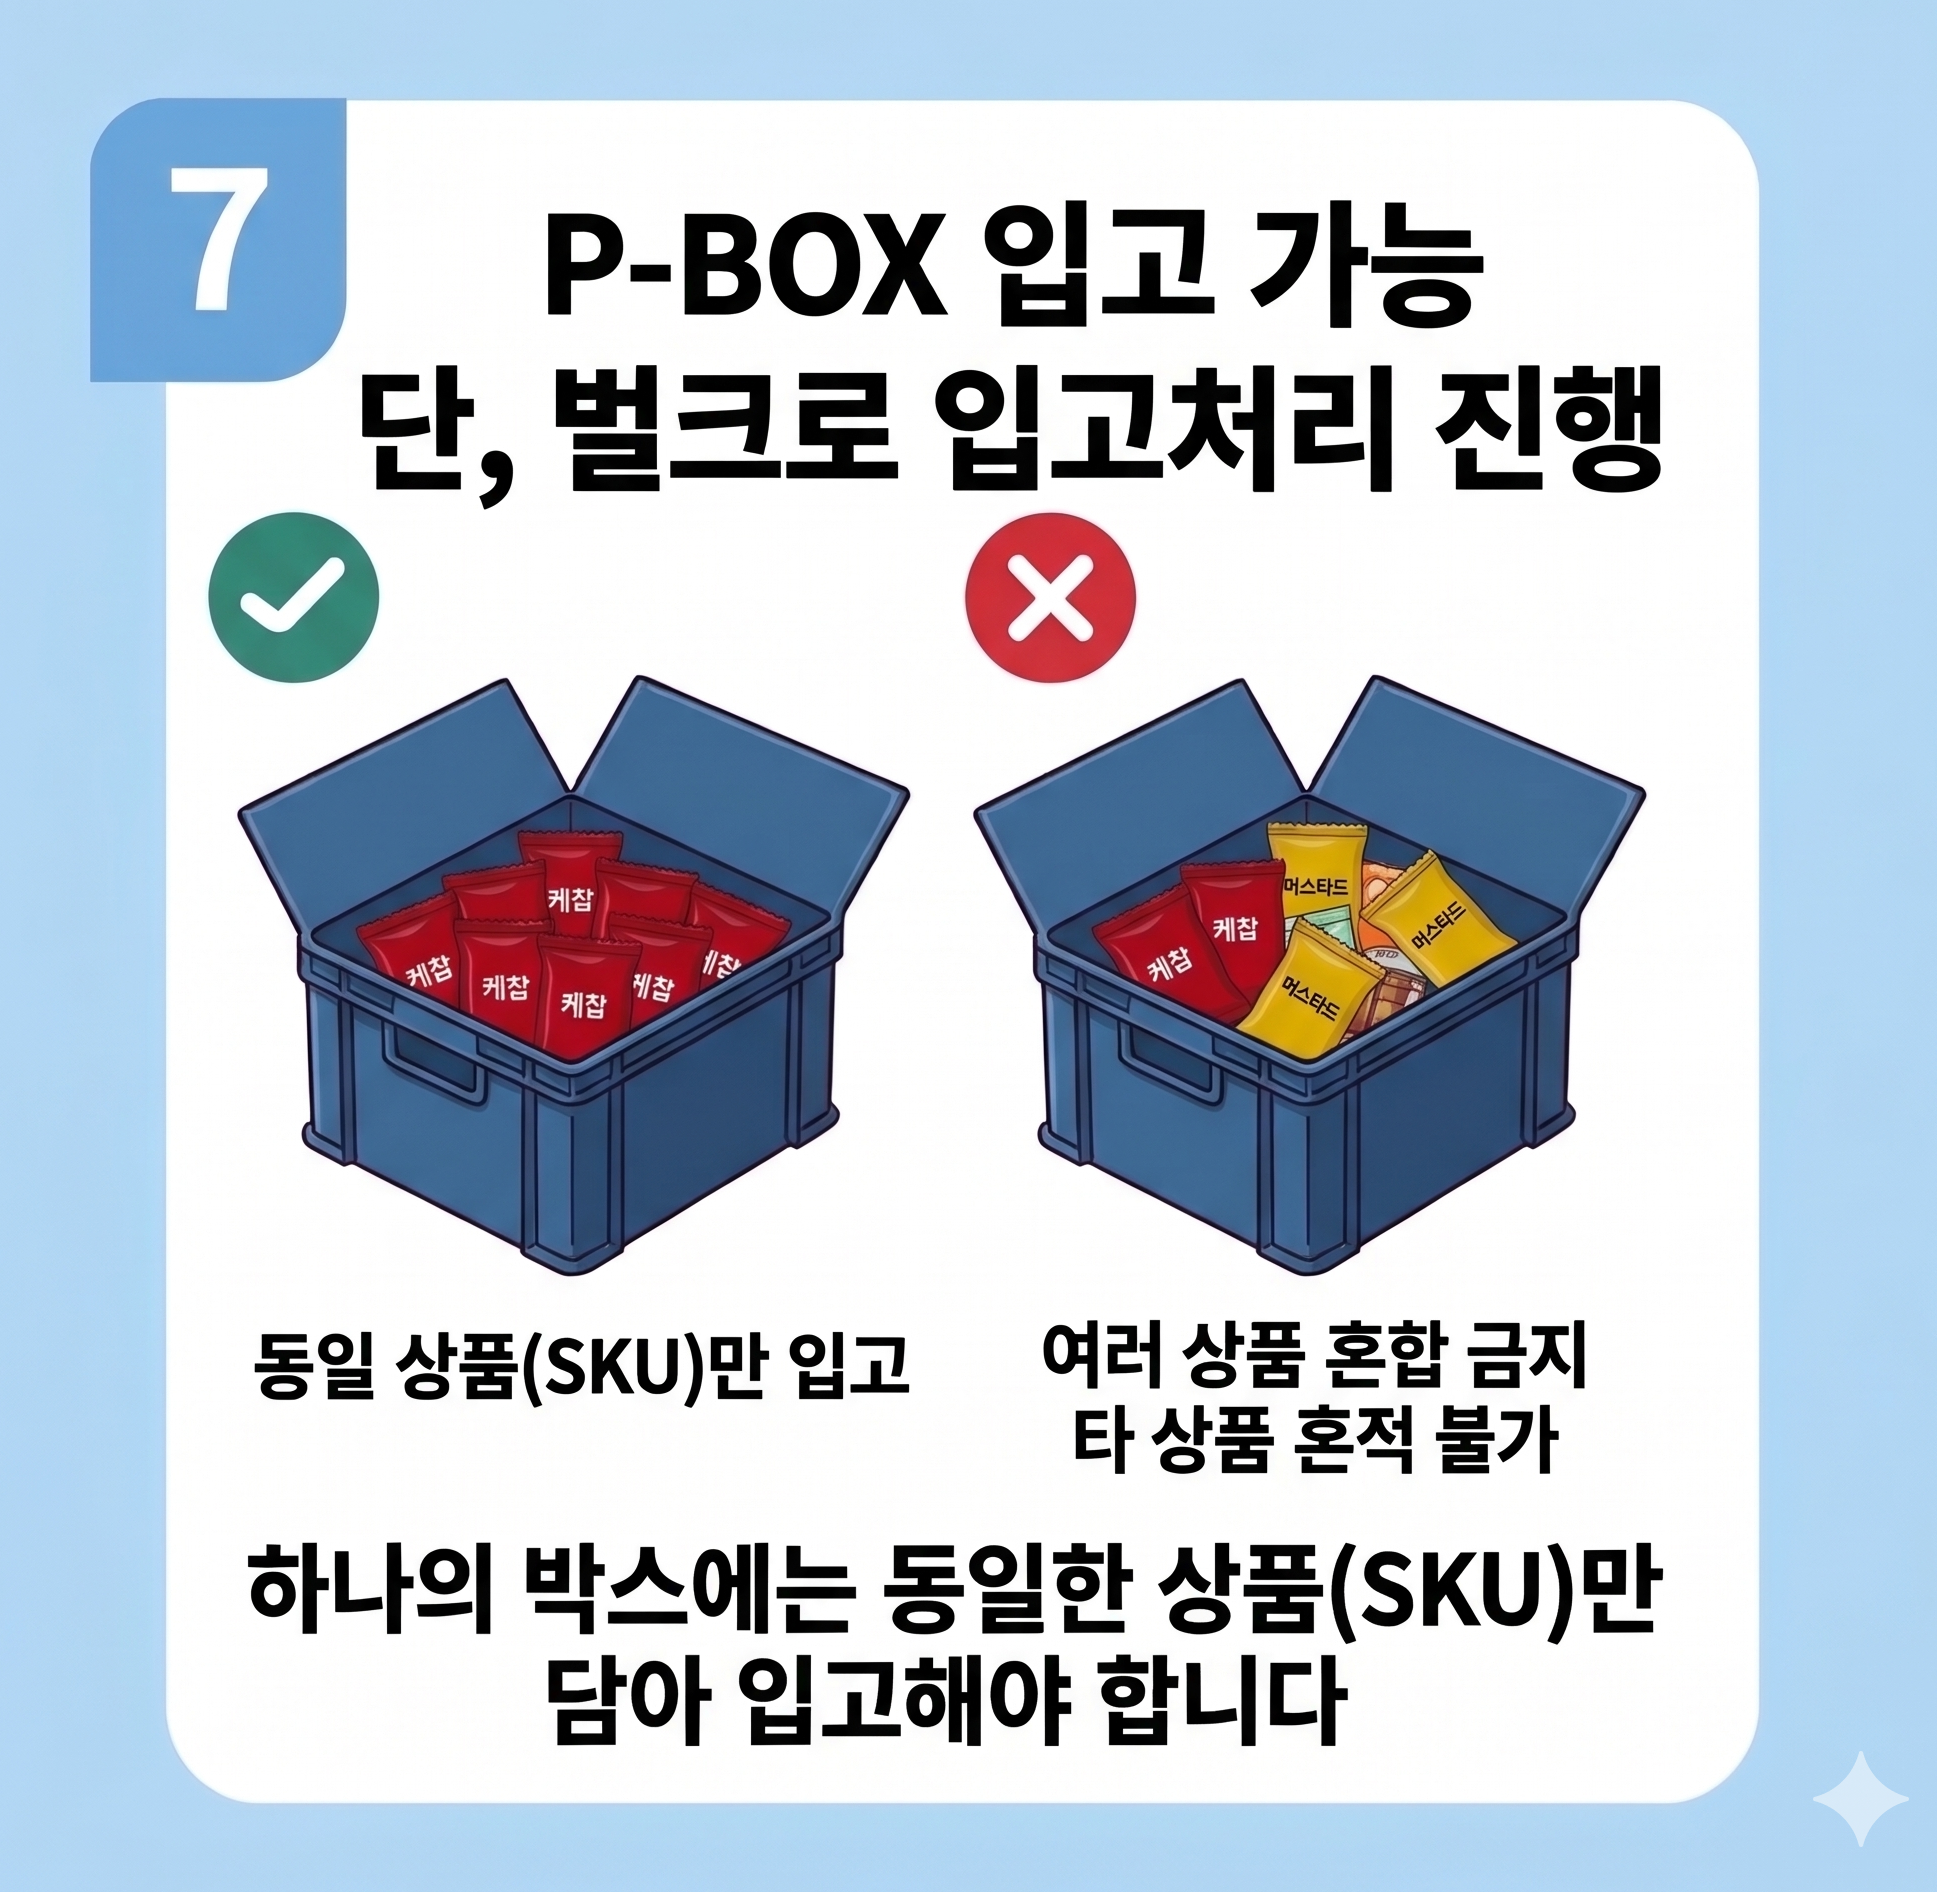 7
P-BOX 입고 가능
단, 벌크로 입고처리 진행
케찹
케찹
케찹
케찹
케찹
케찹
머스타드
케찹
머스타드
케찹
머스타드
동일 상품(SKU)만 입고
여러 상품 혼합 금지
타 상품 혼적 불가
하나의 박스에는 동일한 상품(SKU)만
담아 입고해야 합니다